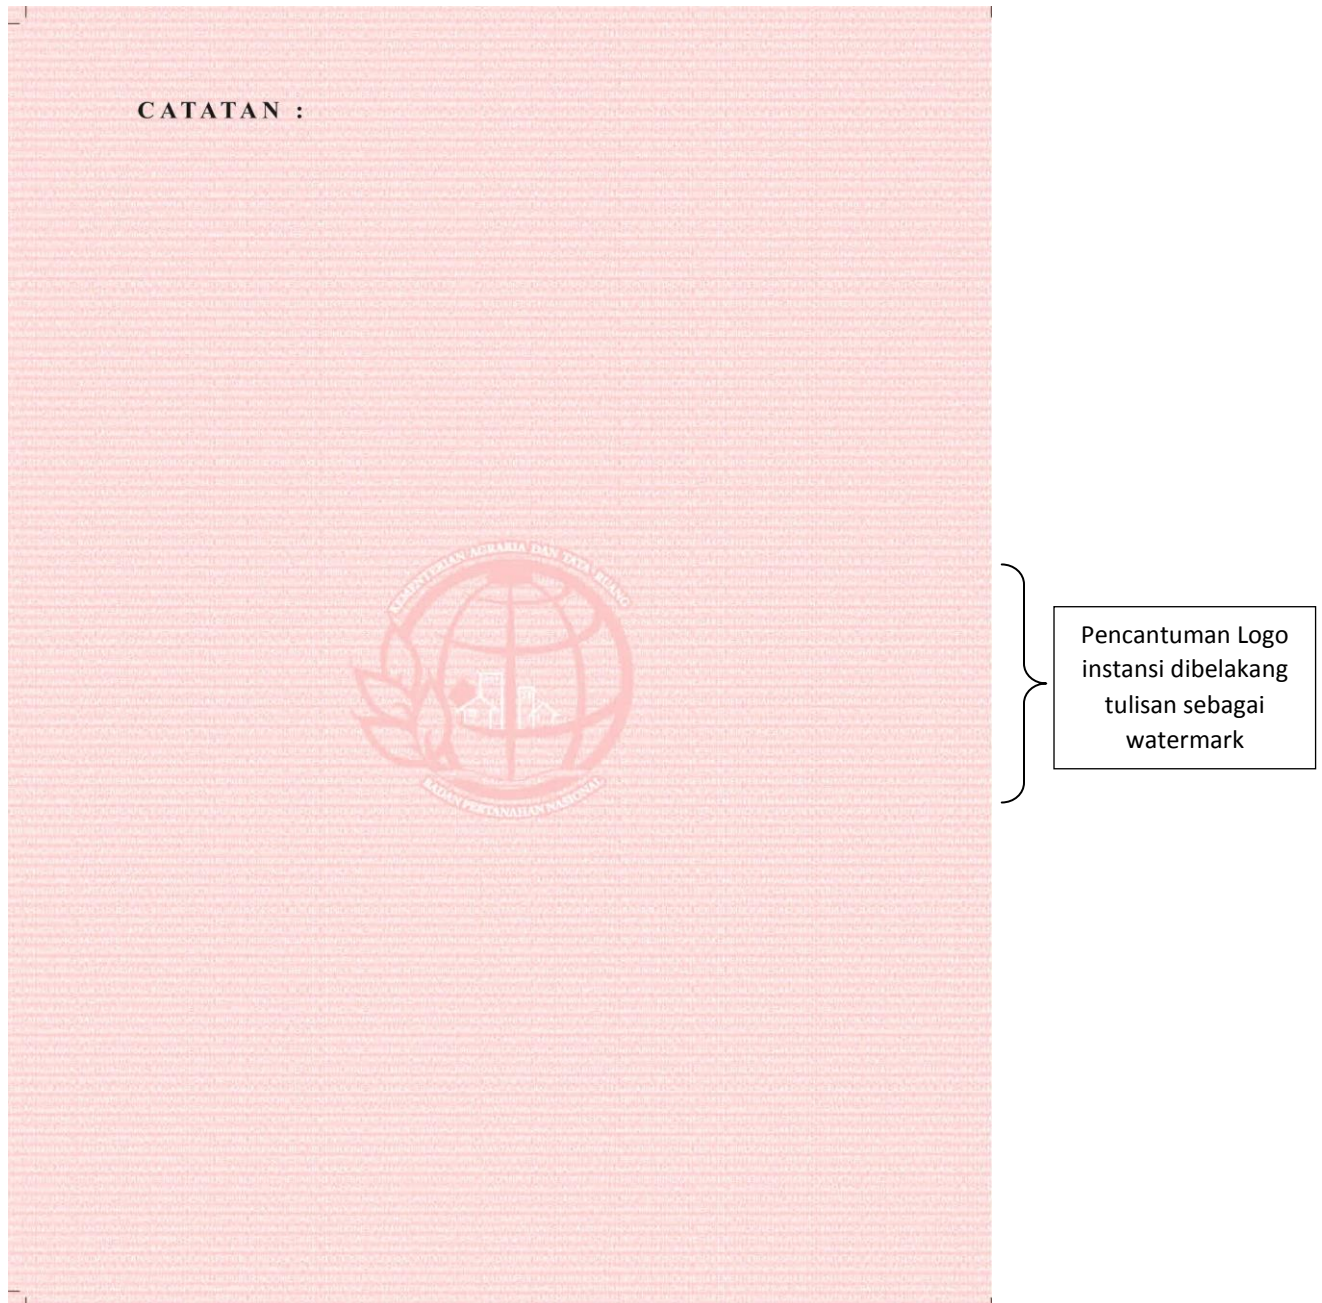 CATATAN :
KEMENTERIAN AGRARIA DAN TATA RUANG
BADAN PERTANAHAN NASIONAL
Pencantuman Logo
instansi dibelakang
tulisan sebagai
watermark